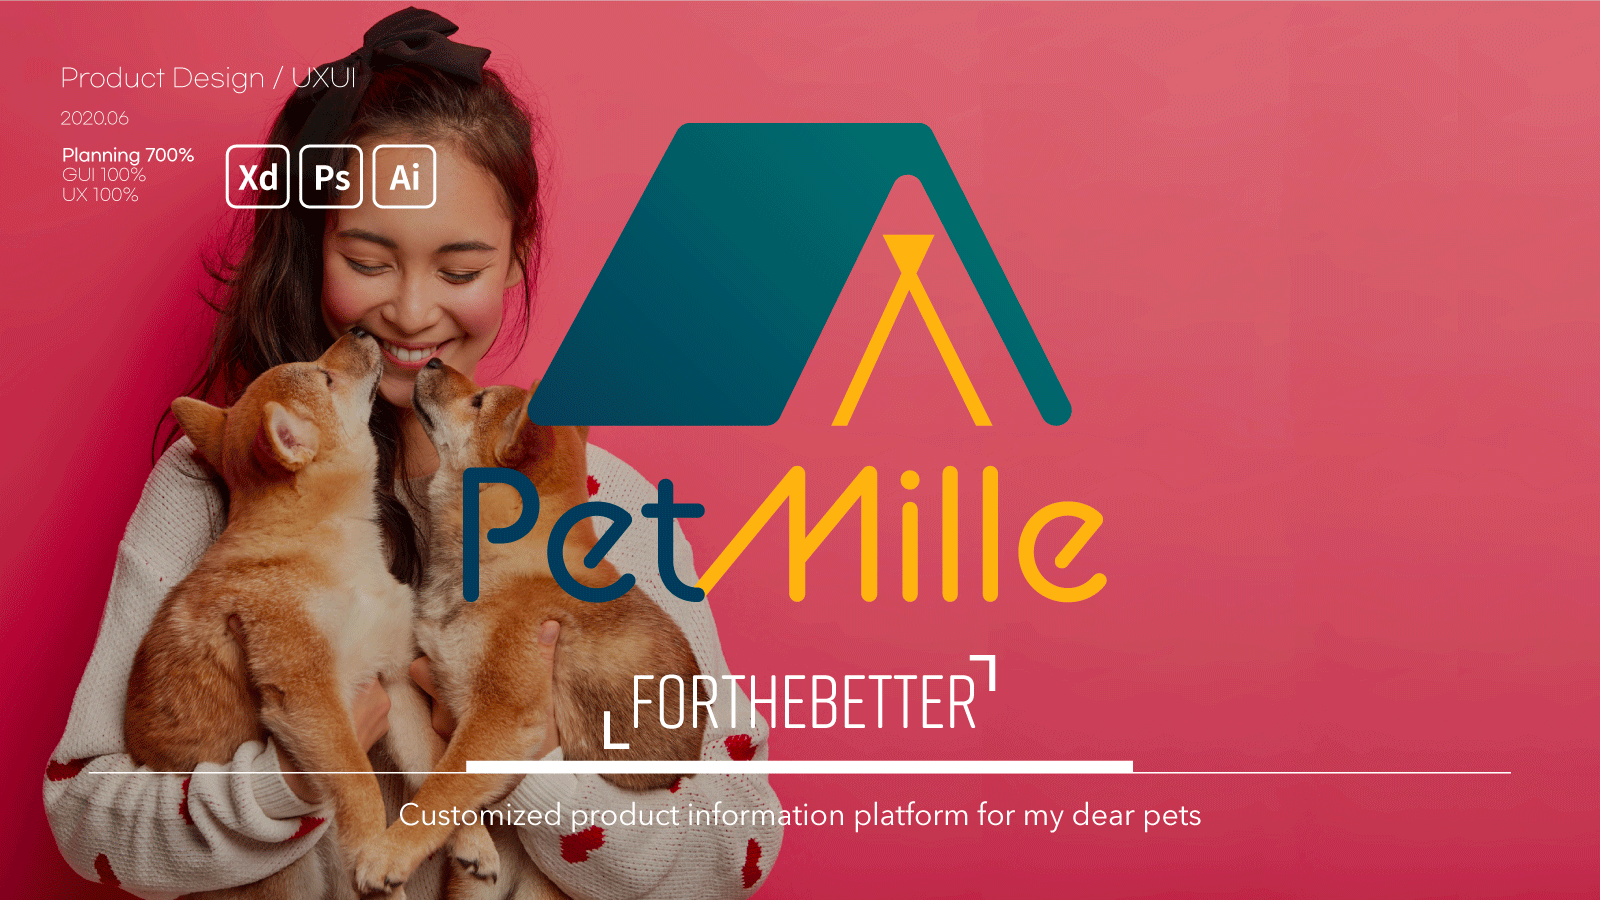 Product Design / UXUI
2020.06
Planning 700%
GUI 100%
UX 100%
Xd Ps Ai
PetMille
FORTHEBETTER
Customized product information platform for my dear pets